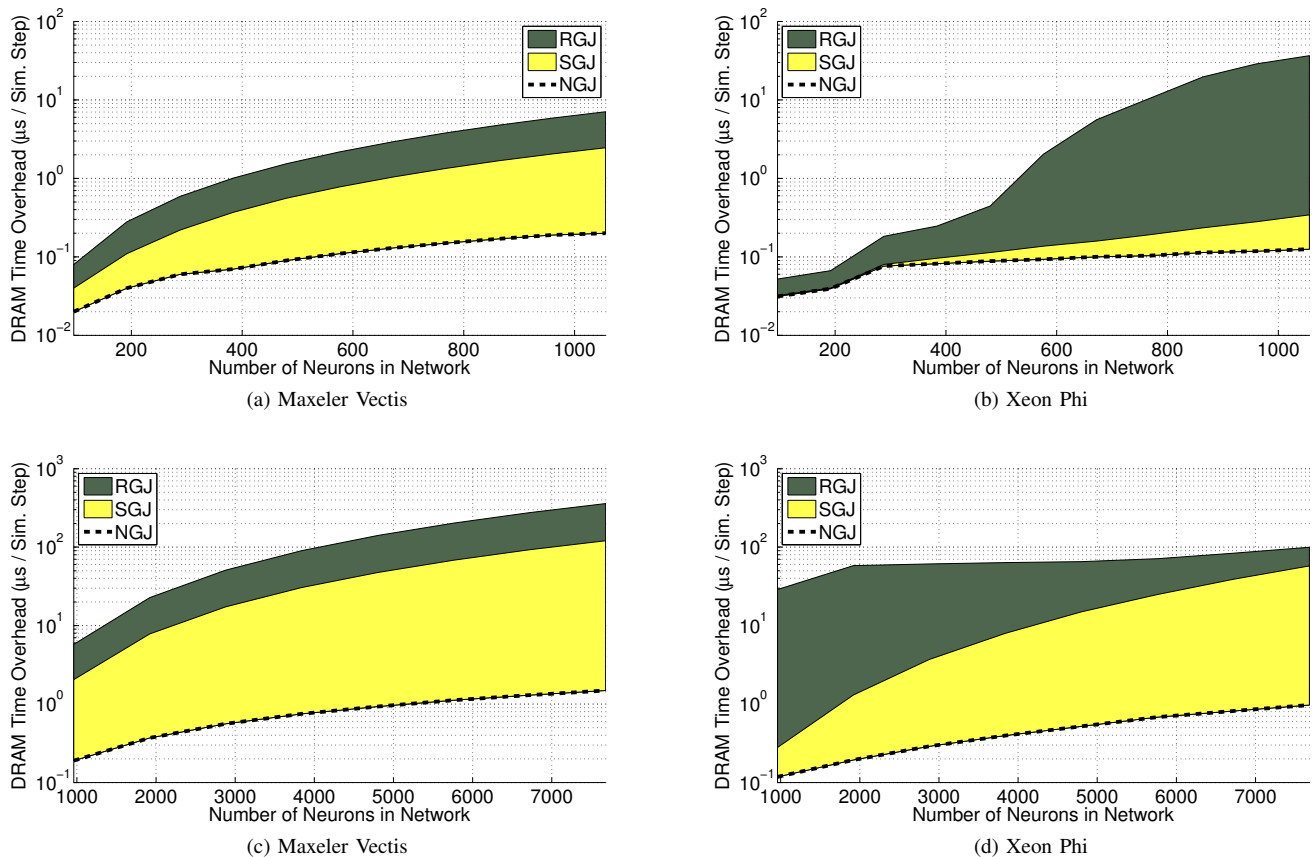 DRAM Time Overhead (µs / Sim. Step)
10^2
10^1
10^0
10^-1
10^-2
RGJ
SGJ
NGJ
200 400 600 800 1000
Number of Neurons in Network
(a) Maxeler Vectis
DRAM Time Overhead (µs / Sim. Step)
10^2
10^1
10^0
10^-1
10^-2
RGJ
SGJ
NGJ
200 400 600 800 1000
Number of Neurons in Network
(b) Xeon Phi
DRAM Time Overhead (µs / Sim. Step)
10^3
10^2
10^1
10^0
10^-1
RGJ
SGJ
NGJ
1000 2000 3000 4000 5000 6000 7000
Number of Neurons in Network
(c) Maxeler Vectis
DRAM Time Overhead (µs / Sim. Step)
10^3
10^2
10^1
10^0
10^-1
RGJ
SGJ
NGJ
1000 2000 3000 4000 5000 6000 7000
Number of Neurons in Network
(d) Xeon Phi